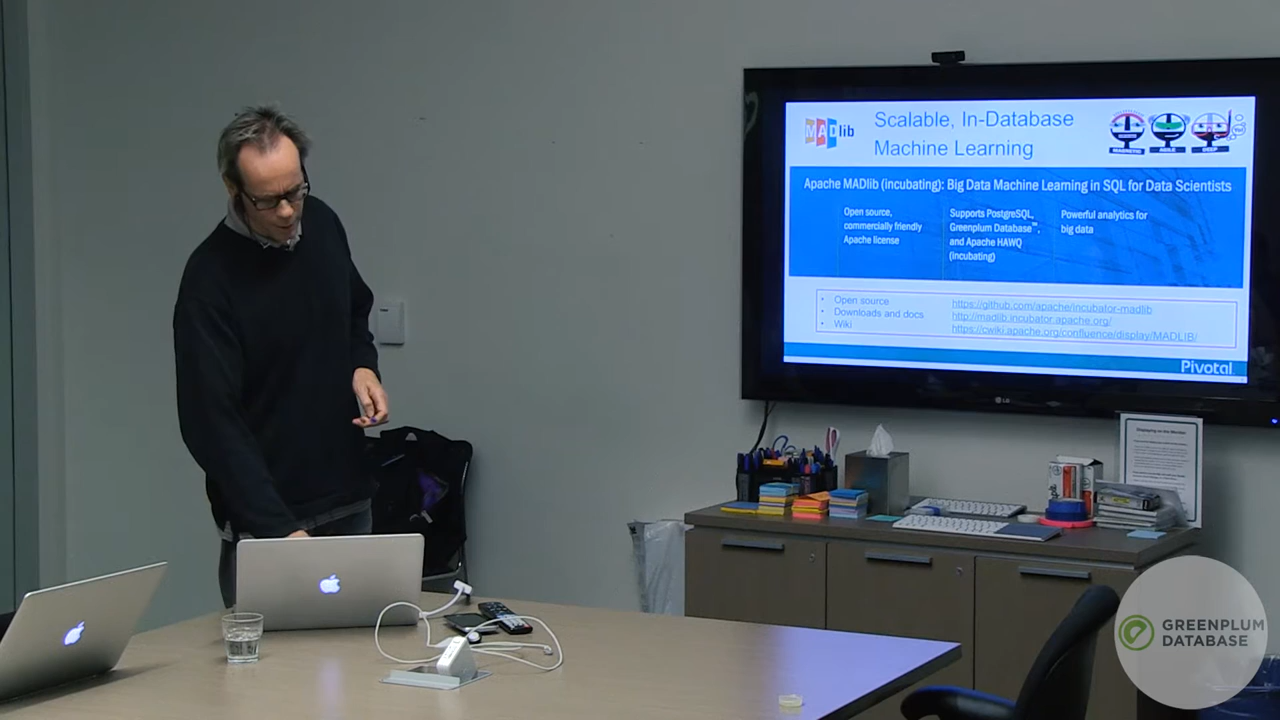 MADlib
Scalable, In-Database
Machine Learning
MAGNETIC
AGILE
DEEP
Apache MADlib (incubating): Big Data Machine Learning in SQL for Data Scientists
Open source,
commercially friendly
Apache license
Supports PostgreSQL,
Greenplum Database™,
and Apache HAWQ
(incubating)
Powerful analytics for
big data
• Open source https://github.com/apache/incubator-madlib
• Downloads and docs http://madlib.incubator.apache.org/
• Wiki https://cwiki.apache.org/confluence/display/MADLIB/
Pivotal
LG
GREENPLUM
DATABASE